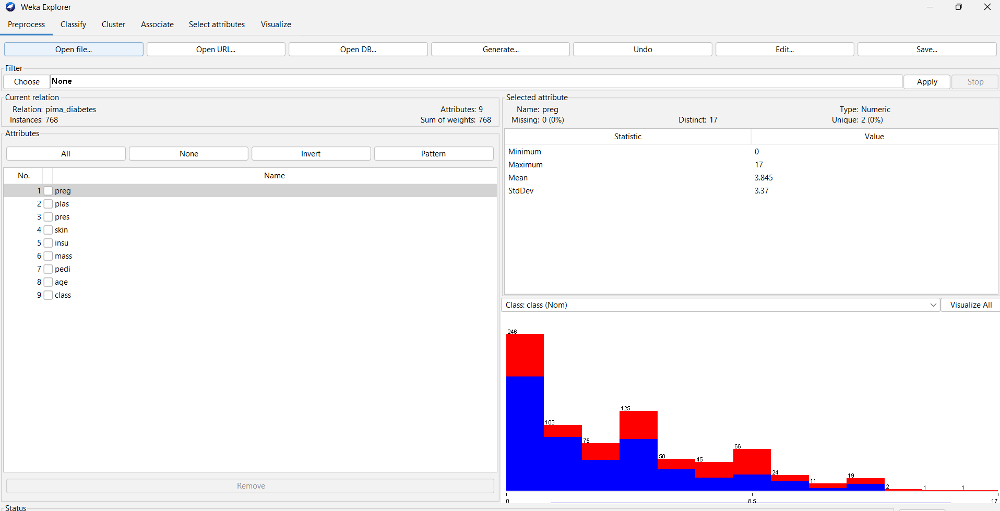 Weka Explorer
Preprocess Classify Cluster Associate Select attributes Visualize
Open file... Open URL... Open DB... Generate... Undo Edit... Save...
Filter
Choose None Apply Stop
Current relation
Relation: pima_diabetes Attributes: 9
Instances: 768 Sum of weights: 768
Attributes
All None Invert Pattern
No. Name
1 preg
2 plas
3 pres
4 skin
5 insu
6 mass
7 pedi
8 age
9 class
Remove
Status
Selected attribute
Name: preg Type: Numeric
Missing: 0 (0%) Distinct: 17 Unique: 2 (0%)
Statistic Value
Minimum 0
Maximum 17
Mean 3.845
StdDev 3.37
Class: class (Nom) Visualize All
246
103
75
125
50
45
66
24
11
19
2
1
1
0 8.5 17